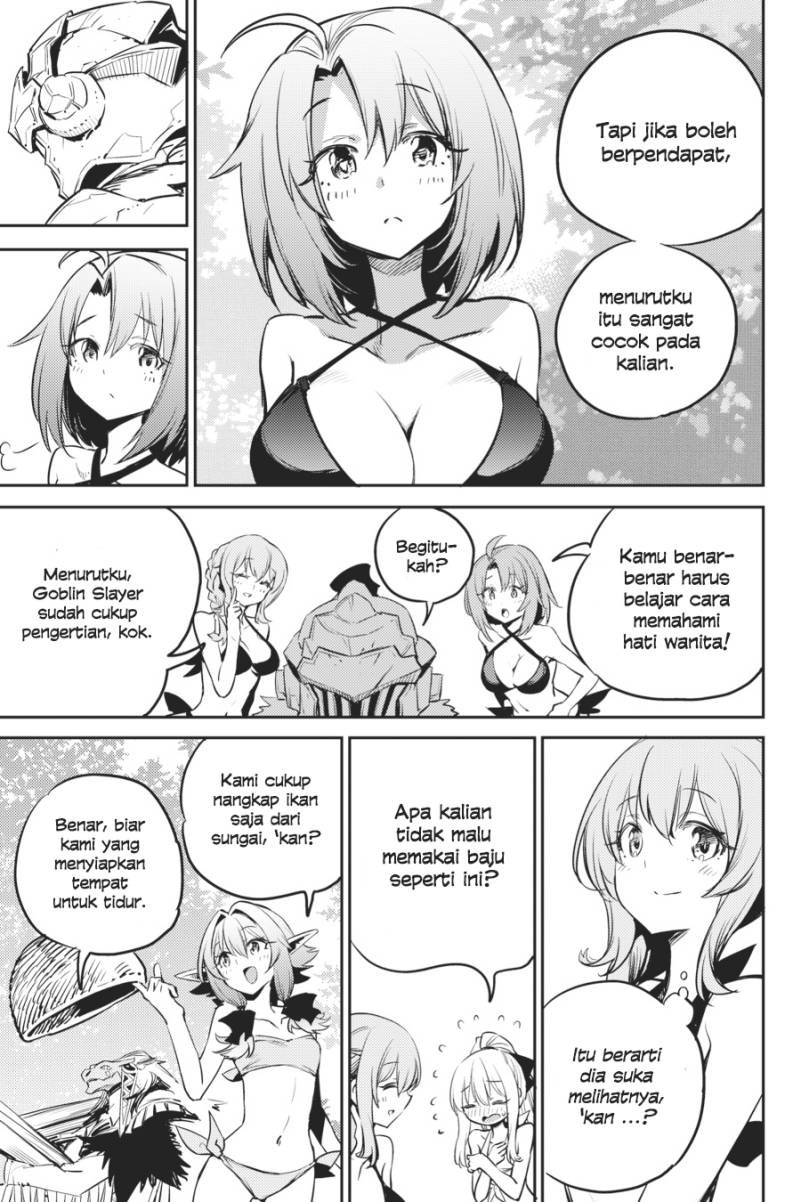 Tapi jika boleh
berpendapat,
menurutku
itu sangat
cocok pada
kalian.
Kamu benar-
benar harus
belajar cara
memahami
hati wanita!
Begitu-
kah?
Menurutku,
Goblin Slayer
sudah cukup
pengertian, kok.
Itu berarti
dia suka
melihatnya,
'kan ...?
Apa kalian
tidak malu
memakai baju
seperti ini?
Kami cukup
nangkap ikan
saja dari
sungai, 'kan?
Benar, biar
kami yang
menyiapkan
tempat
untuk tidur.